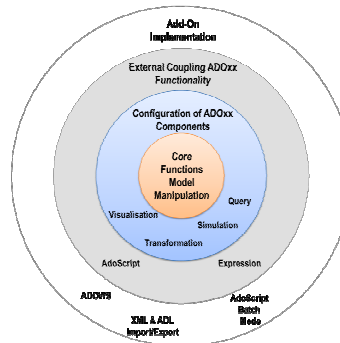 Add-On
Implementation
External Coupling ADOxx
Functionality
Configuration of ADOxx
Components
Core
Functions
Model
Manipulation
Query
Visualisation
Simulation
Transformation
AdoScript
Expression
ADOWS
XML & ADL
Import/Export
AdoScript
Batch
Mode